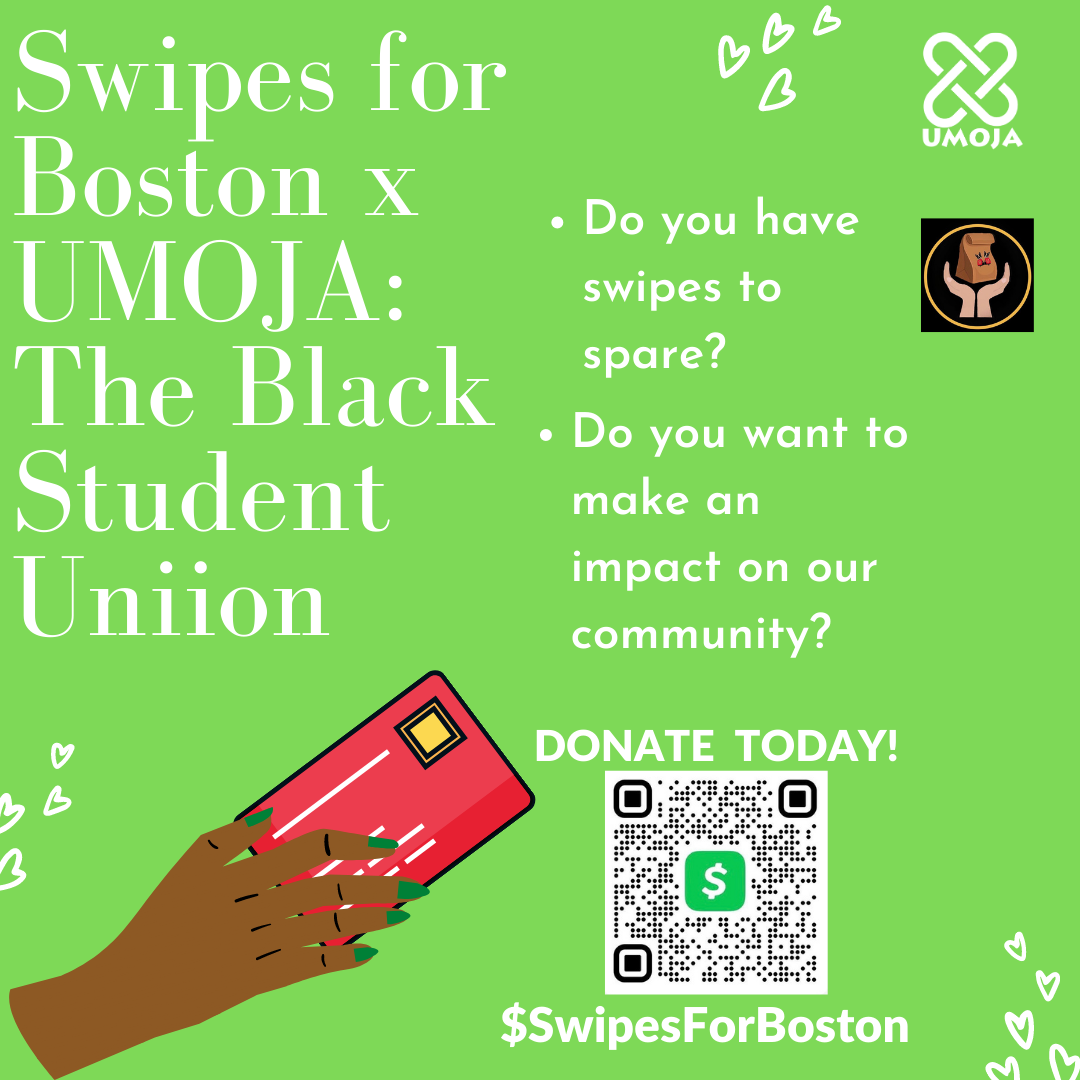 Swipes for
Boston x
UMOJA:
The Black
Student
Uniion
UMOJA
• Do you have
swipes to
spare?
• Do you want to
make an
impact on our
community?
DONATE TODAY!
$
$SwipesForBoston